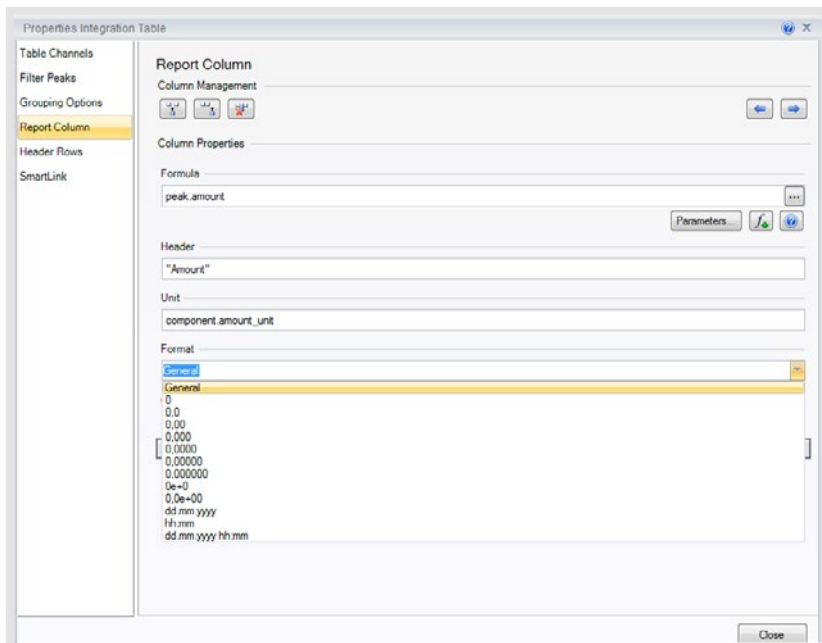 Properties Integration Table
Table Channels
Filter Peaks
Grouping Options
Report Column
Header Rows
SmartLink
Report Column
Column Management
Column Properties
Formula
peak.amount
...
Parameters...
Header
"Amount"
Unit
component.amount_unit
Format
General
General
0
0.0
0.00
0.000
0.0000
0.00000
0.000000
0e+0
0.0e+00
dd.mm.yyyy
hh:mm
dd.mm.yyyy hh:mm
Close